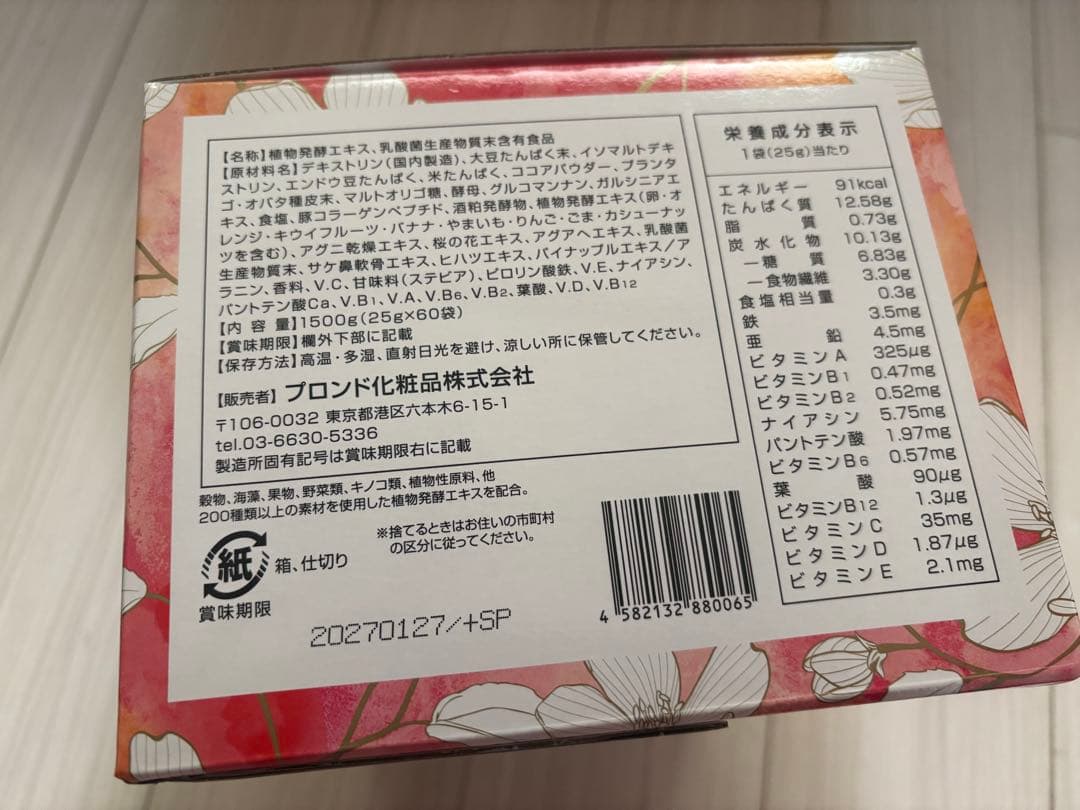 【名称】植物発酵エキス、乳酸菌生産物質末含有食品
【原材料名】デキストリン(国内製造)、大豆たんぱく末、イソマルトデキ
ストリン、エンドウ豆たんぱく、米たんぱく、ココアパウダー、プランタ
ゴ・オバタ種皮末、マルトオリゴ糖、酵母、グルコマンナン、ガルシニアエ
キス、食塩、豚コラーゲンペプチド、酒粕発酵物、植物発酵エキス(卵・オ
レンジ・キウイフルーツ・バナナ・やまいも・りんご・ごま・カシューナッ
ツを含む)、アグニ乾燥エキス、桜の花エキス、アグアヘエキス、乳酸菌
生産物質末、サケ鼻軟骨エキス、ヒハツエキス、パイナップルエキス/ア
ラニン、香料、V.C、甘味料(ステビア)、ピロリン酸鉄、V.E、ナイアシン、
パントテン酸Ca、V.B1、V.A、V.B6、V.B2、葉酸、V.D、V.B12
【内 容 量】1500g(25g×60袋)
【賞味期限】欄外下部に記載
【保存方法】高温・多湿、直射日光を避け、涼しい所に保管してください。
【販売者】プロンド化粧品株式会社
〒106-0032 東京都港区六本木6-15-1
tel.03-6630-5336
製造所固有記号は賞味期限右に記載
穀物、海藻、果物、野菜類、キノコ類、植物性原料、他
200種類以上の素材を使用した植物発酵エキスを配合。
※捨てるときはお住いの市町村
の区分に従ってください。
紙
箱、仕切り
賞味期限
20270127/+SP
4 582132 880065
栄養成分表示
1袋(25g)当たり
エネルギー 91kcal
たんぱく質 12.58g
脂 質 0.73g
炭水化物 10.13g
―糖 質 6.83g
―食物繊維 3.30g
食塩相当量 0.3g
鉄 3.5mg
亜 鉛 4.5mg
ビタミンA 325μg
ビタミンB1 0.47mg
ビタミンB2 0.52mg
ナイアシン 5.75mg
パントテン酸 1.97mg
ビタミンB6 0.57mg
葉 酸 90μg
ビタミンB12 1.3μg
ビタミンC 35mg
ビタミンD 1.87μg
ビタミンE 2.1mg